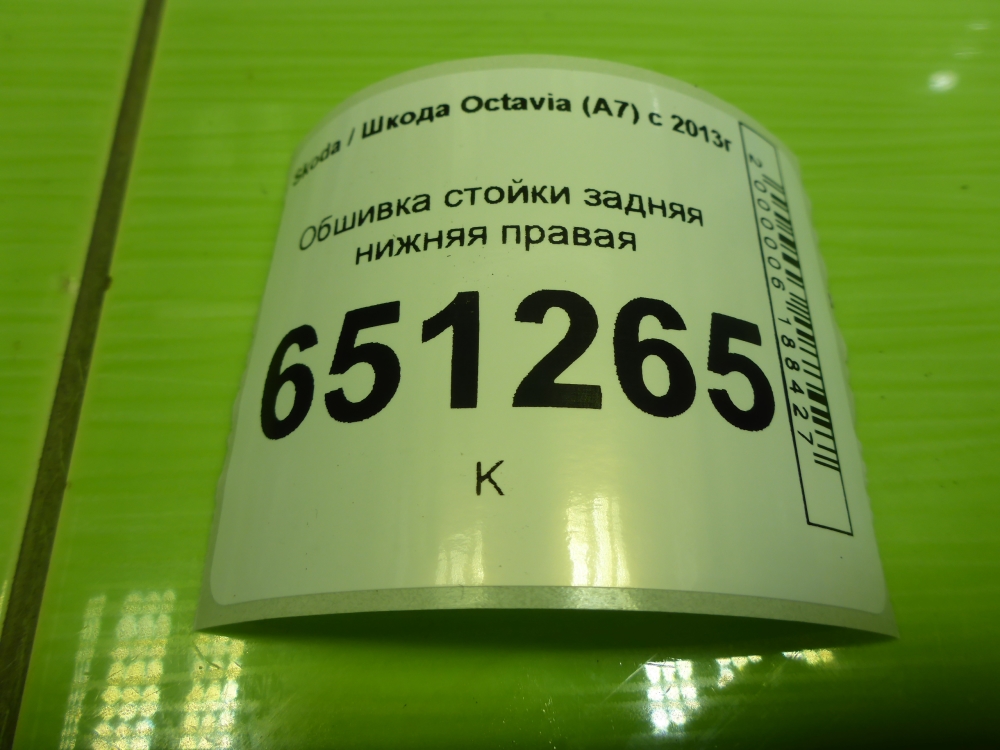 Skoda / Шкода Octavia (A7) с 2013г
Обшивка стойки задняя
нижняя правая
651265
К
2000006188427